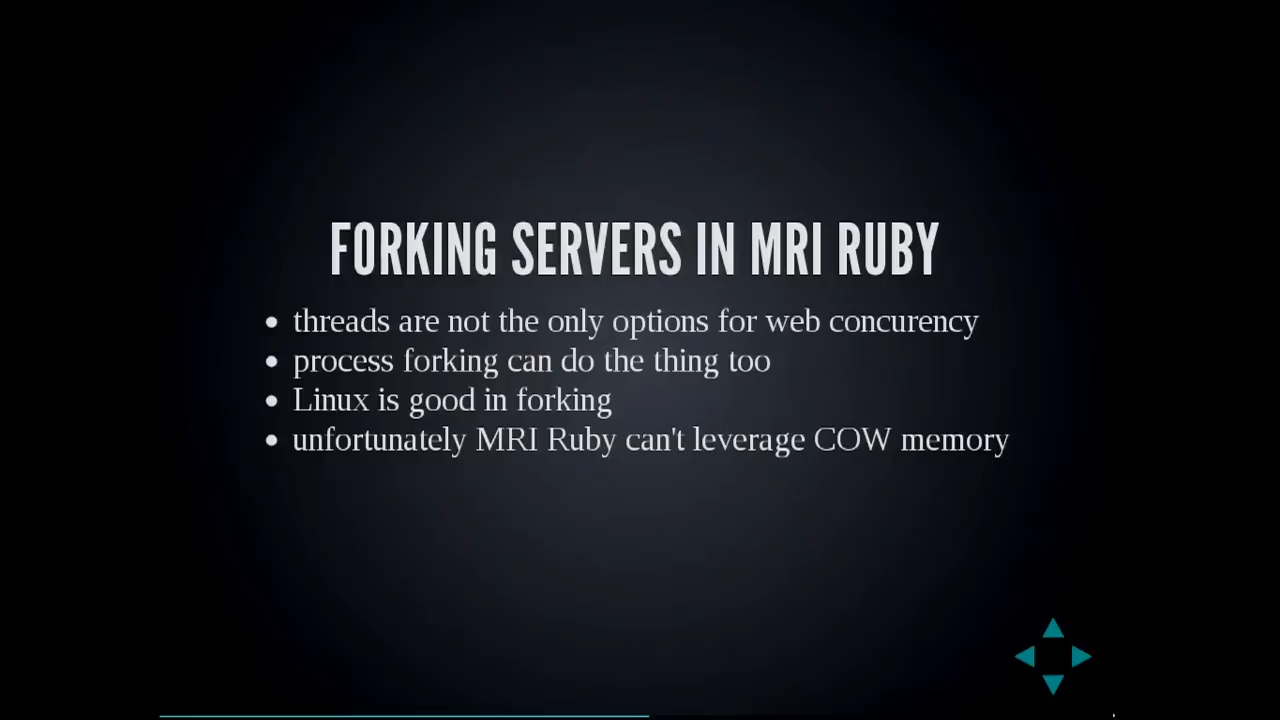 FORKING SERVERS IN MRI RUBY
threads are not the only options for web concurency
process forking can do the thing too
Linux is good in forking
unfortunately MRI Ruby can't leverage COW memory